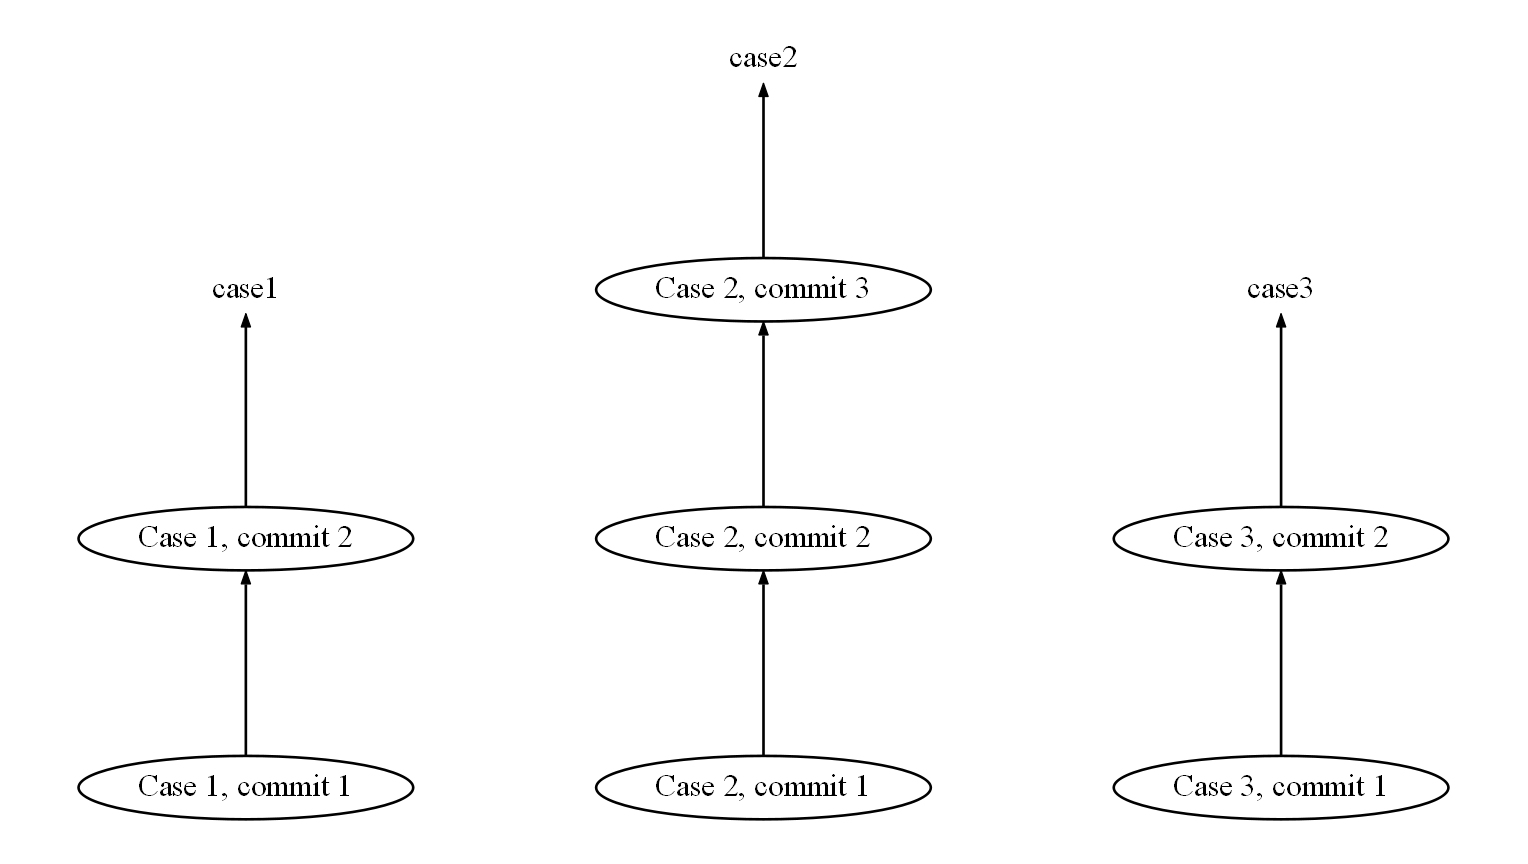 case2
case1
Case 2, commit 3
case3
Case 1, commit 2
Case 2, commit 2
Case 3, commit 2
Case 1, commit 1
Case 2, commit 1
Case 3, commit 1